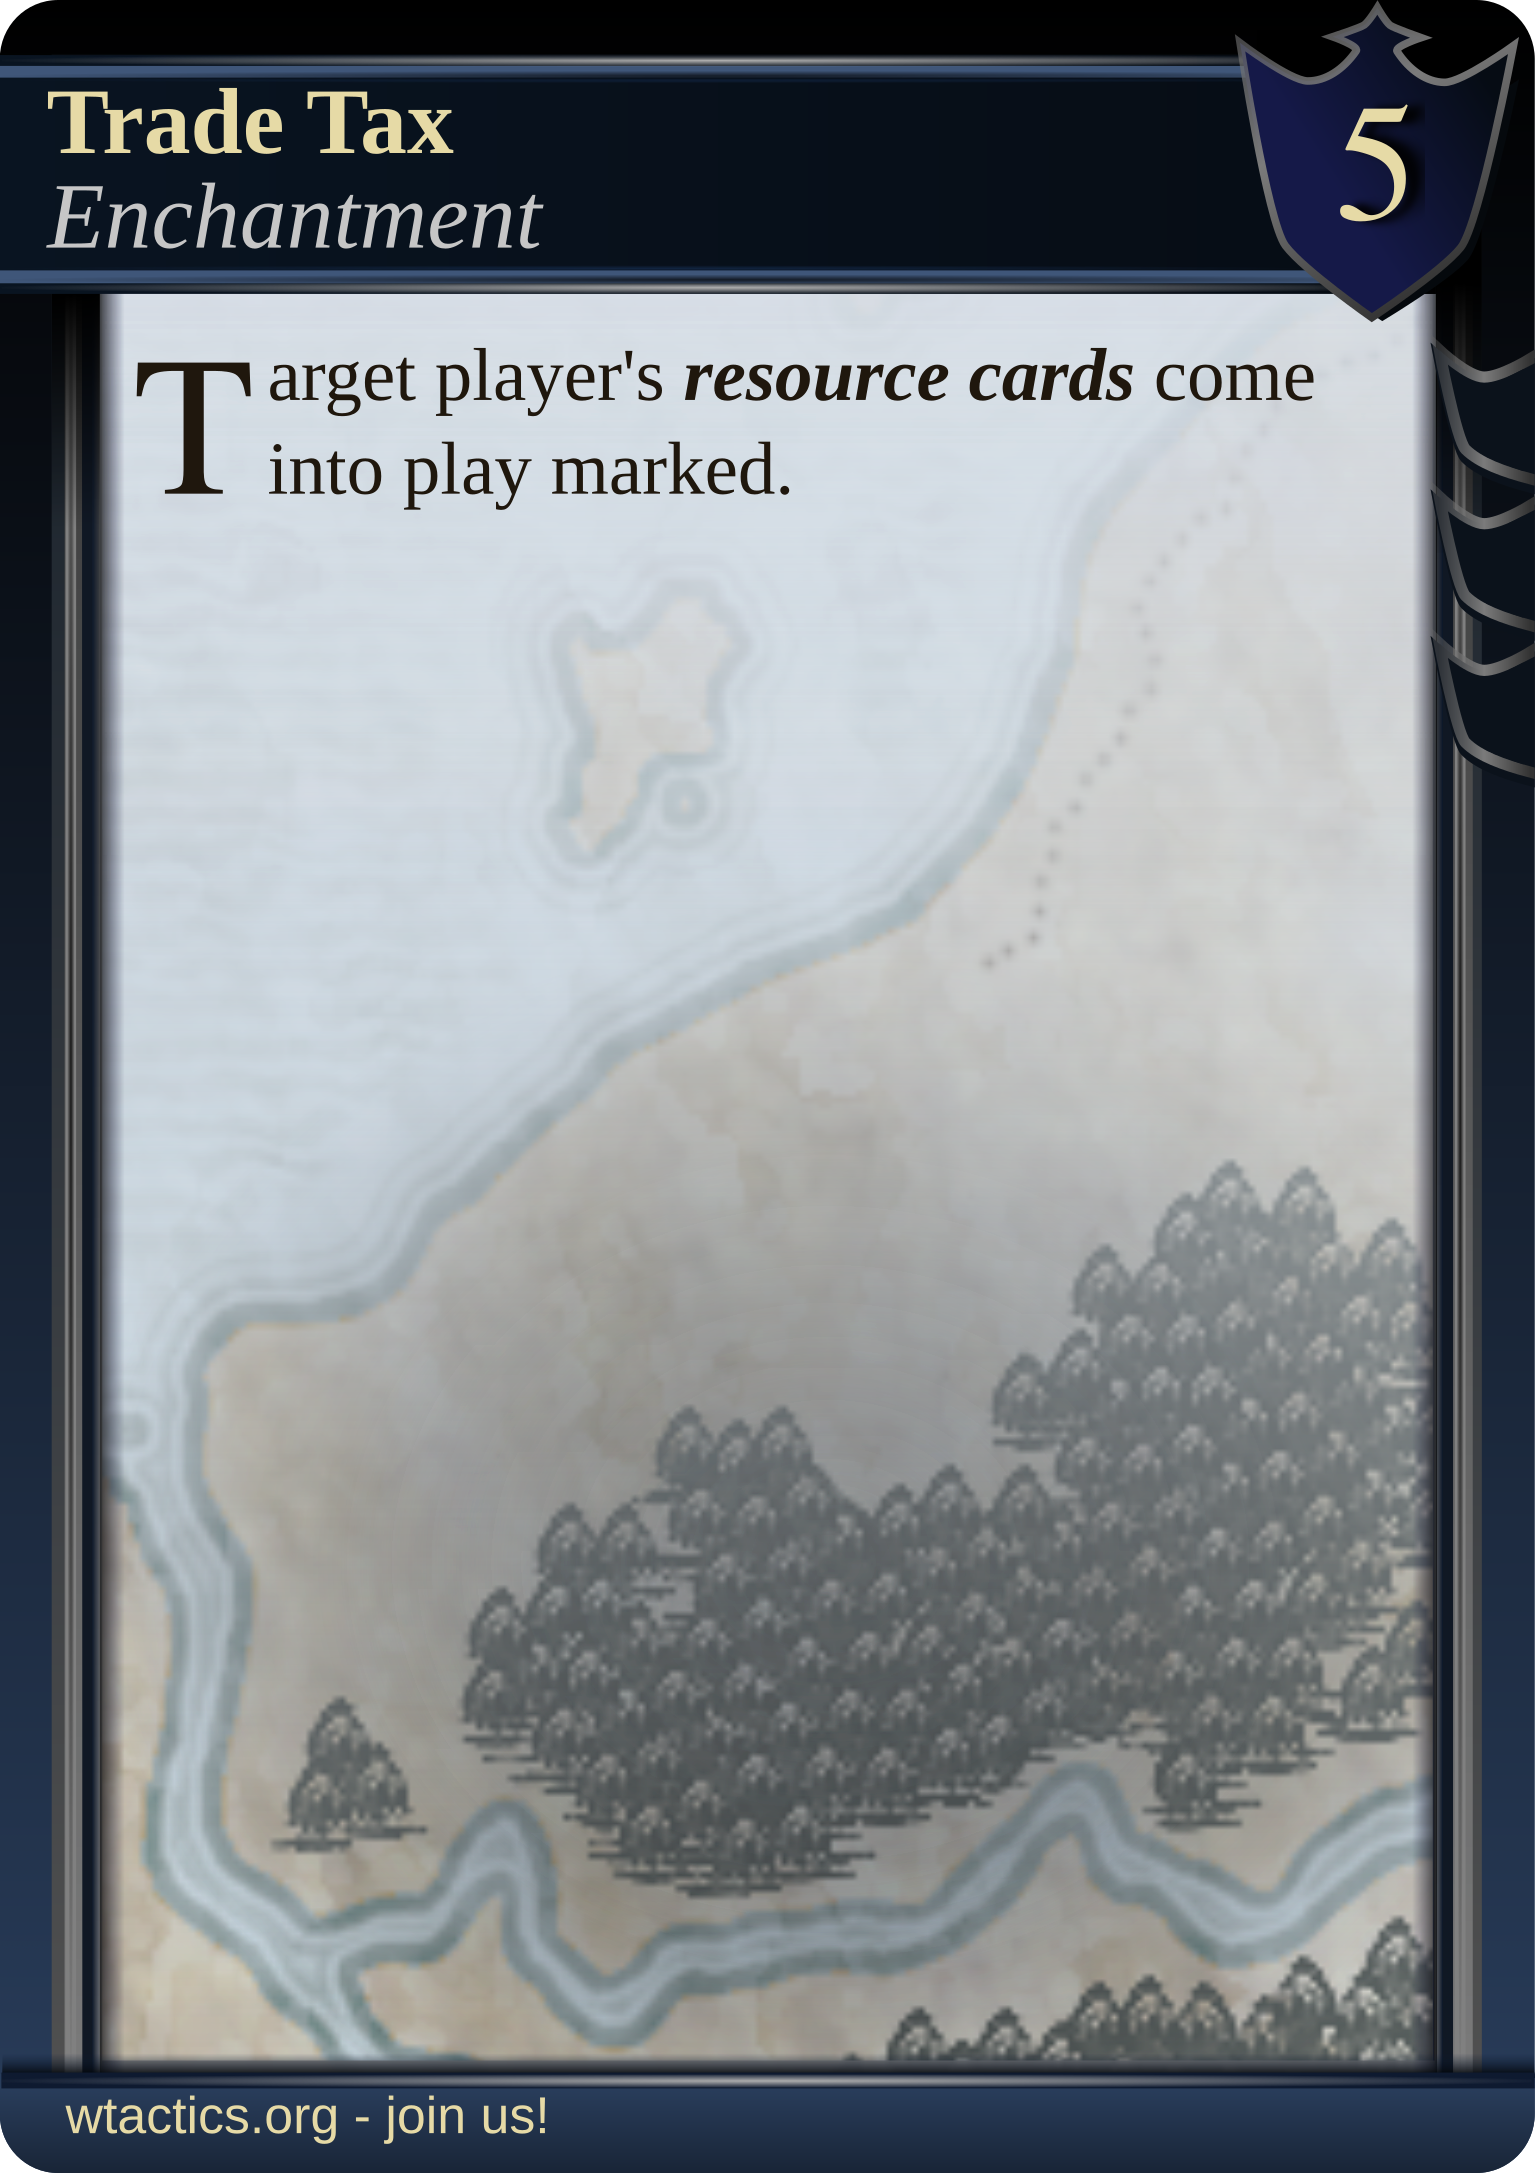 Trade Tax
5
Enchantment
Target player's resource cards come
into play marked.
wtactics.org - join us!